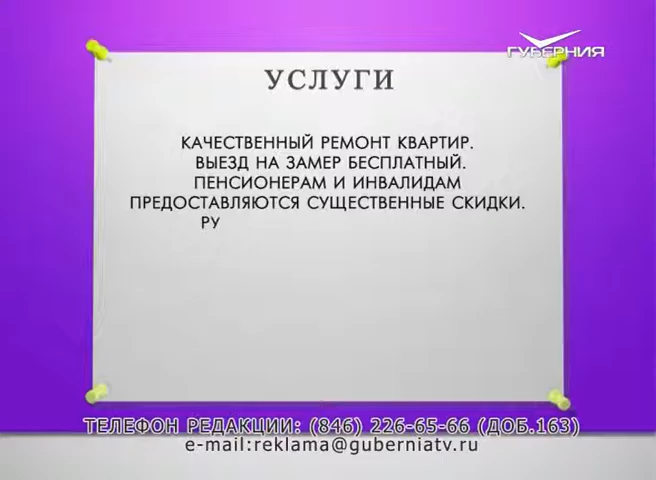 ГУБЕРНИЯ
УСЛУГИ
КАЧЕСТВЕННЫЙ РЕМОНТ КВАРТИР.
ВЫЕЗД НА ЗАМЕР БЕСПЛАТНЫЙ.
ПЕНСИОНЕРАМ И ИНВАЛИДАМ
ПРЕДОСТАВЛЯЮТСЯ СУЩЕСТВЕННЫЕ СКИДКИ.
РУ
ТЕЛЕФОН РЕДАКЦИИ: (846) 226-65-66 (ДОБ.163)
e-mail:reklama@guberniatv.ru